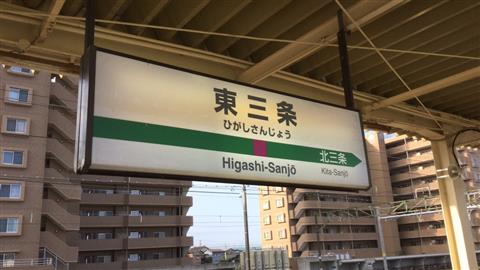 東三条
ひがしさんじょう
Higashi-Sanjō
北三条
Kita-Sanjō